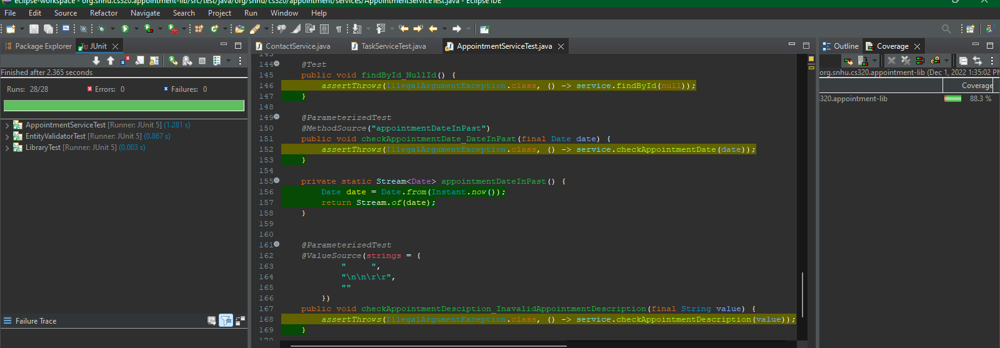 eclipse-workspace - org.snhu.cs320.appointment-lib/src/test/java/org/snhu/cs320/appointment/services/AppointmentServiceTest.java - Eclipse IDE
File Edit Source Refactor Navigate Search Project Run Window Help
Package Explorer JUnit
ContactService.java TaskServiceTest.java AppointmentServiceTest.java
Outline Coverage
Finished after 2.365 seconds
Runs: 28/28 Errors: 0 Failures: 0
AppointmentServiceTest [Runner: JUnit 5] (1.281 s)
EntityValidatorTest [Runner: JUnit 5] (0.867 s)
LibraryTest [Runner: JUnit 5] (0.003 s)
Failure Trace
143
144 @Test
145 public void findById_NullId() {
146 assertThrows(IllegalArgumentException.class, () -> service.findById(null));
147 }
148
149 @ParameterizedTest
150 @MethodSource("appointmentDateInPast")
151 public void checkAppointmentDate_DateInPast(final Date date) {
152 assertThrows(IllegalArgumentException.class, () -> service.checkAppointmentDate(date));
153 }
154
155 private static Stream<Date> appointmentDateInPast() {
156 Date date = Date.from(Instant.now());
157 return Stream.of(date);
158 }
159
160
161 @ParameterizedTest
162 @ValueSource(strings = {
163 "     ",
164 "\n\n\r\r",
165 ""
166 })
167 public void checkAppointmentDesciption_InavalidAppointmentDescription(final String value) {
168 assertThrows(IllegalArgumentException.class, () -> service.checkAppointmentDescription(value));
169 }
170
org.snhu.cs320.appointment-lib (Dec 1, 2022 1:35:02 PM
Coverage
320.appointment-lib 88.3 %